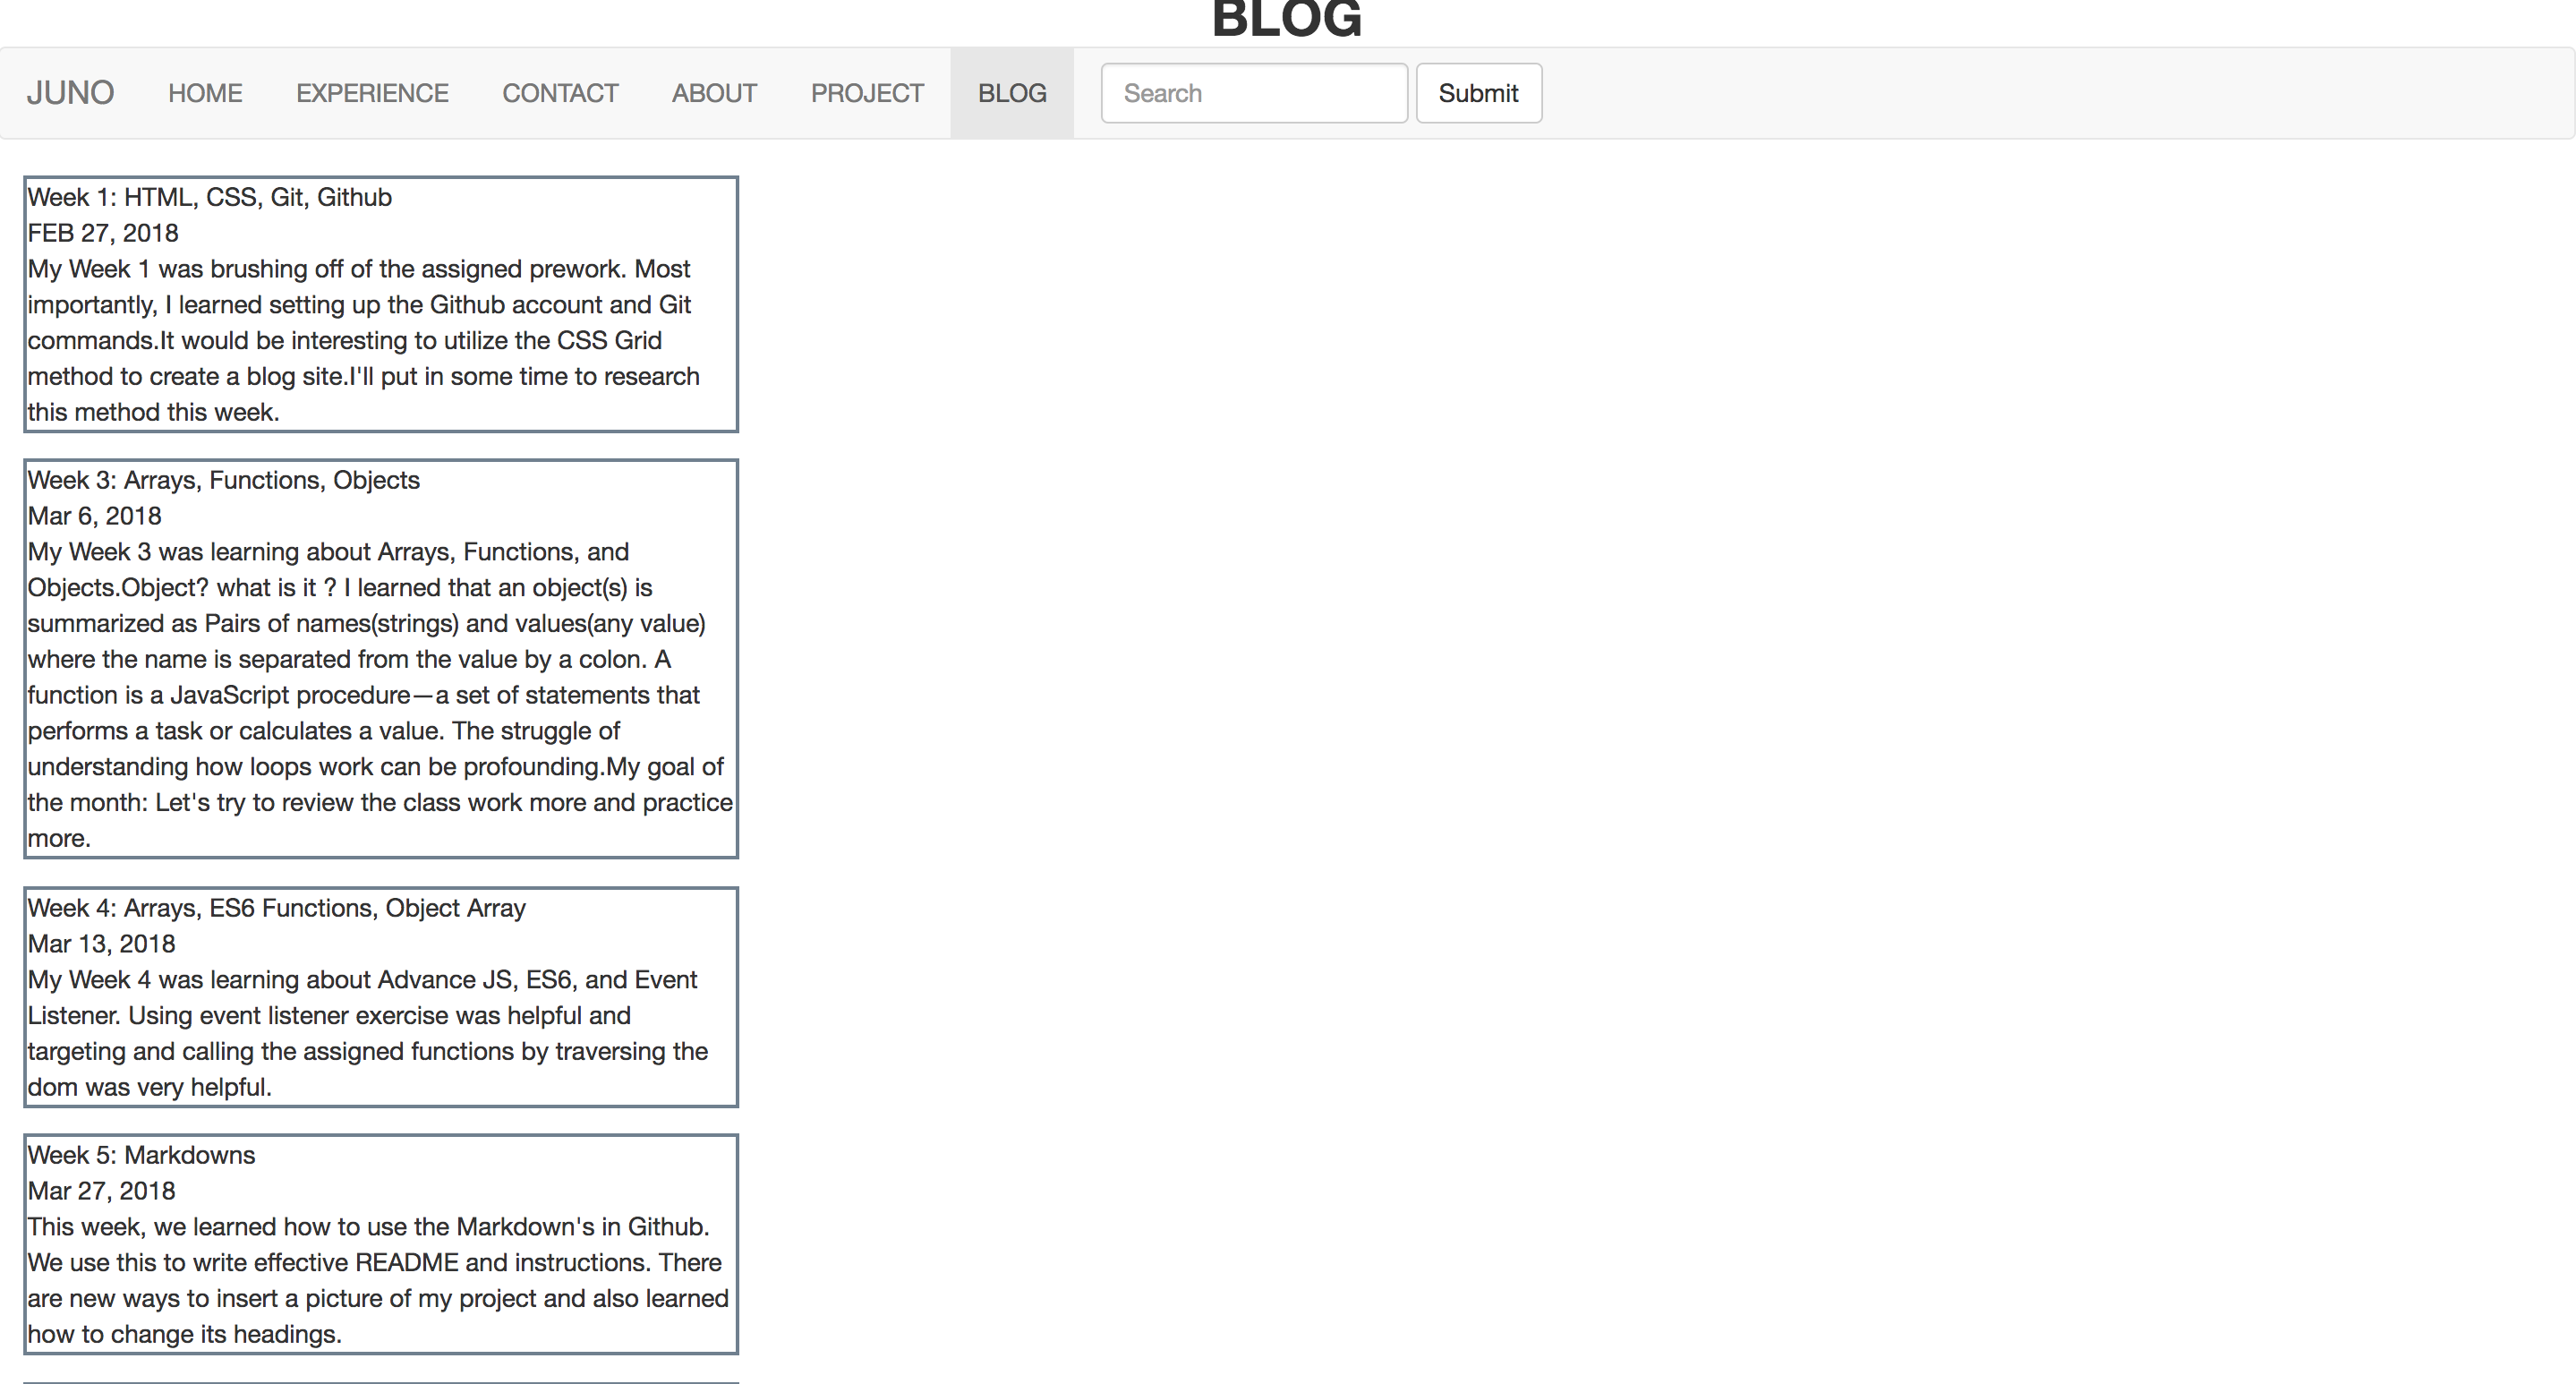 BLOG
JUNO HOME EXPERIENCE CONTACT ABOUT PROJECT BLOG Search Submit
Week 1: HTML, CSS, Git, Github
FEB 27, 2018
My Week 1 was brushing off of the assigned prework. Most
importantly, I learned setting up the Github account and Git
commands.It would be interesting to utilize the CSS Grid
method to create a blog site.I'll put in some time to research
this method this week.
Week 3: Arrays, Functions, Objects
Mar 6, 2018
My Week 3 was learning about Arrays, Functions, and
Objects.Object? what is it ? I learned that an object(s) is
summarized as Pairs of names(strings) and values(any value)
where the name is separated from the value by a colon. A
function is a JavaScript procedure—a set of statements that
performs a task or calculates a value. The struggle of
understanding how loops work can be profounding.My goal of
the month: Let's try to review the class work more and practice
more.
Week 4: Arrays, ES6 Functions, Object Array
Mar 13, 2018
My Week 4 was learning about Advance JS, ES6, and Event
Listener. Using event listener exercise was helpful and
targeting and calling the assigned functions by traversing the
dom was very helpful.
Week 5: Markdowns
Mar 27, 2018
This week, we learned how to use the Markdown's in Github.
We use this to write effective README and instructions. There
are new ways to insert a picture of my project and also learned
how to change its headings.